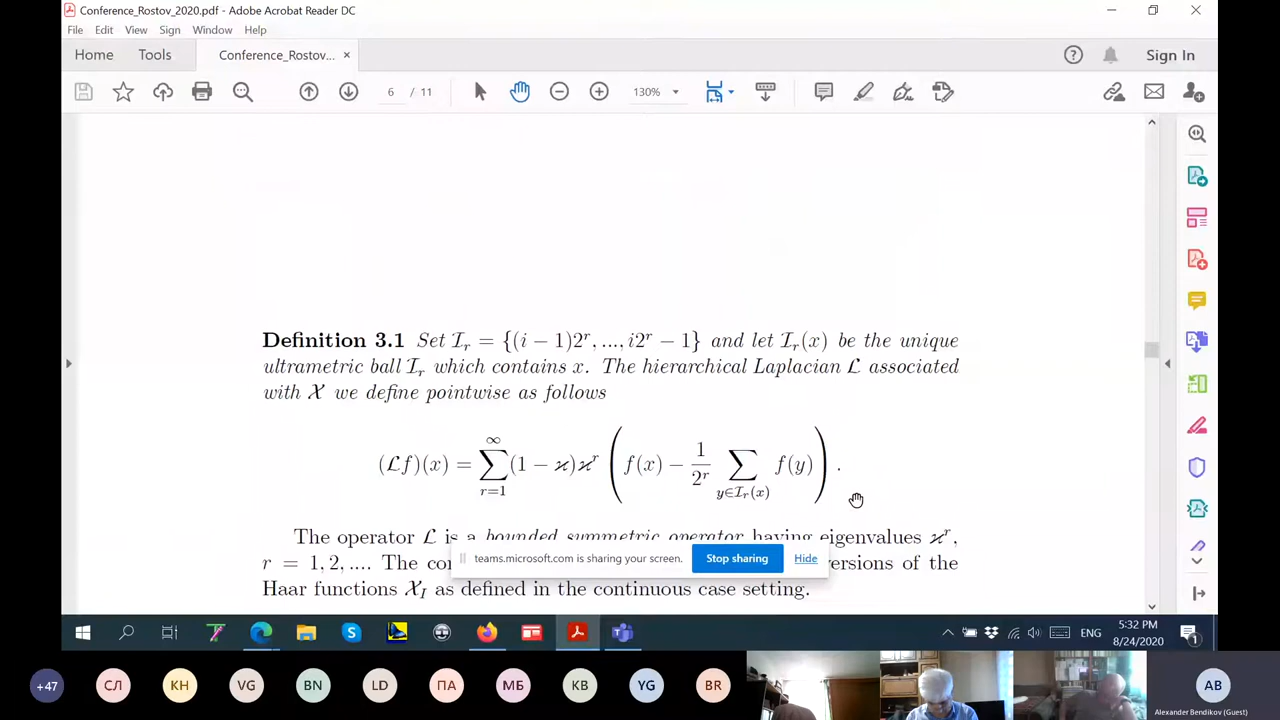 Conference_Rostov_2020.pdf - Adobe Acrobat Reader DC
File Edit View Sign Window Help
Home Tools Conference_Rostov... × Sign In
6 / 11 130%
Definition 3.1 Set ℐ_r = {(i − 1)2^r, ..., i2^r − 1} and let ℐ_r(x) be the unique
ultrametric ball ℐ_r which contains x. The hierarchical Laplacian ℒ associated
with 𝒳 we define pointwise as follows
(ℒf)(x) = ∑_{r=1}^{∞} (1 − ϰ)ϰ^r ( f(x) − 1/2^r ∑_{y∈ℐ_r(x)} f(y) ) .
The operator ℒ is a bounded symmetric operator having eigenvalues ϰ^r,
teams.microsoft.com is sharing your screen. Stop sharing Hide
r = 1, 2, .... The ersions of the
Haar functions 𝒳_I as defined in the continuous case setting.
ENG
5:32 PM
8/24/2020
1
+47 СЛ КН VG BN LD ПА МБ КВ YG BR AB
Alexander Bendikov (Guest)